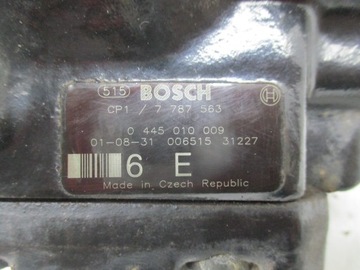 515 BOSCH
CP1 / 7 787 563
0 445 010 009
01-08-31 006515 31227
6 E
Made in Czech Republic